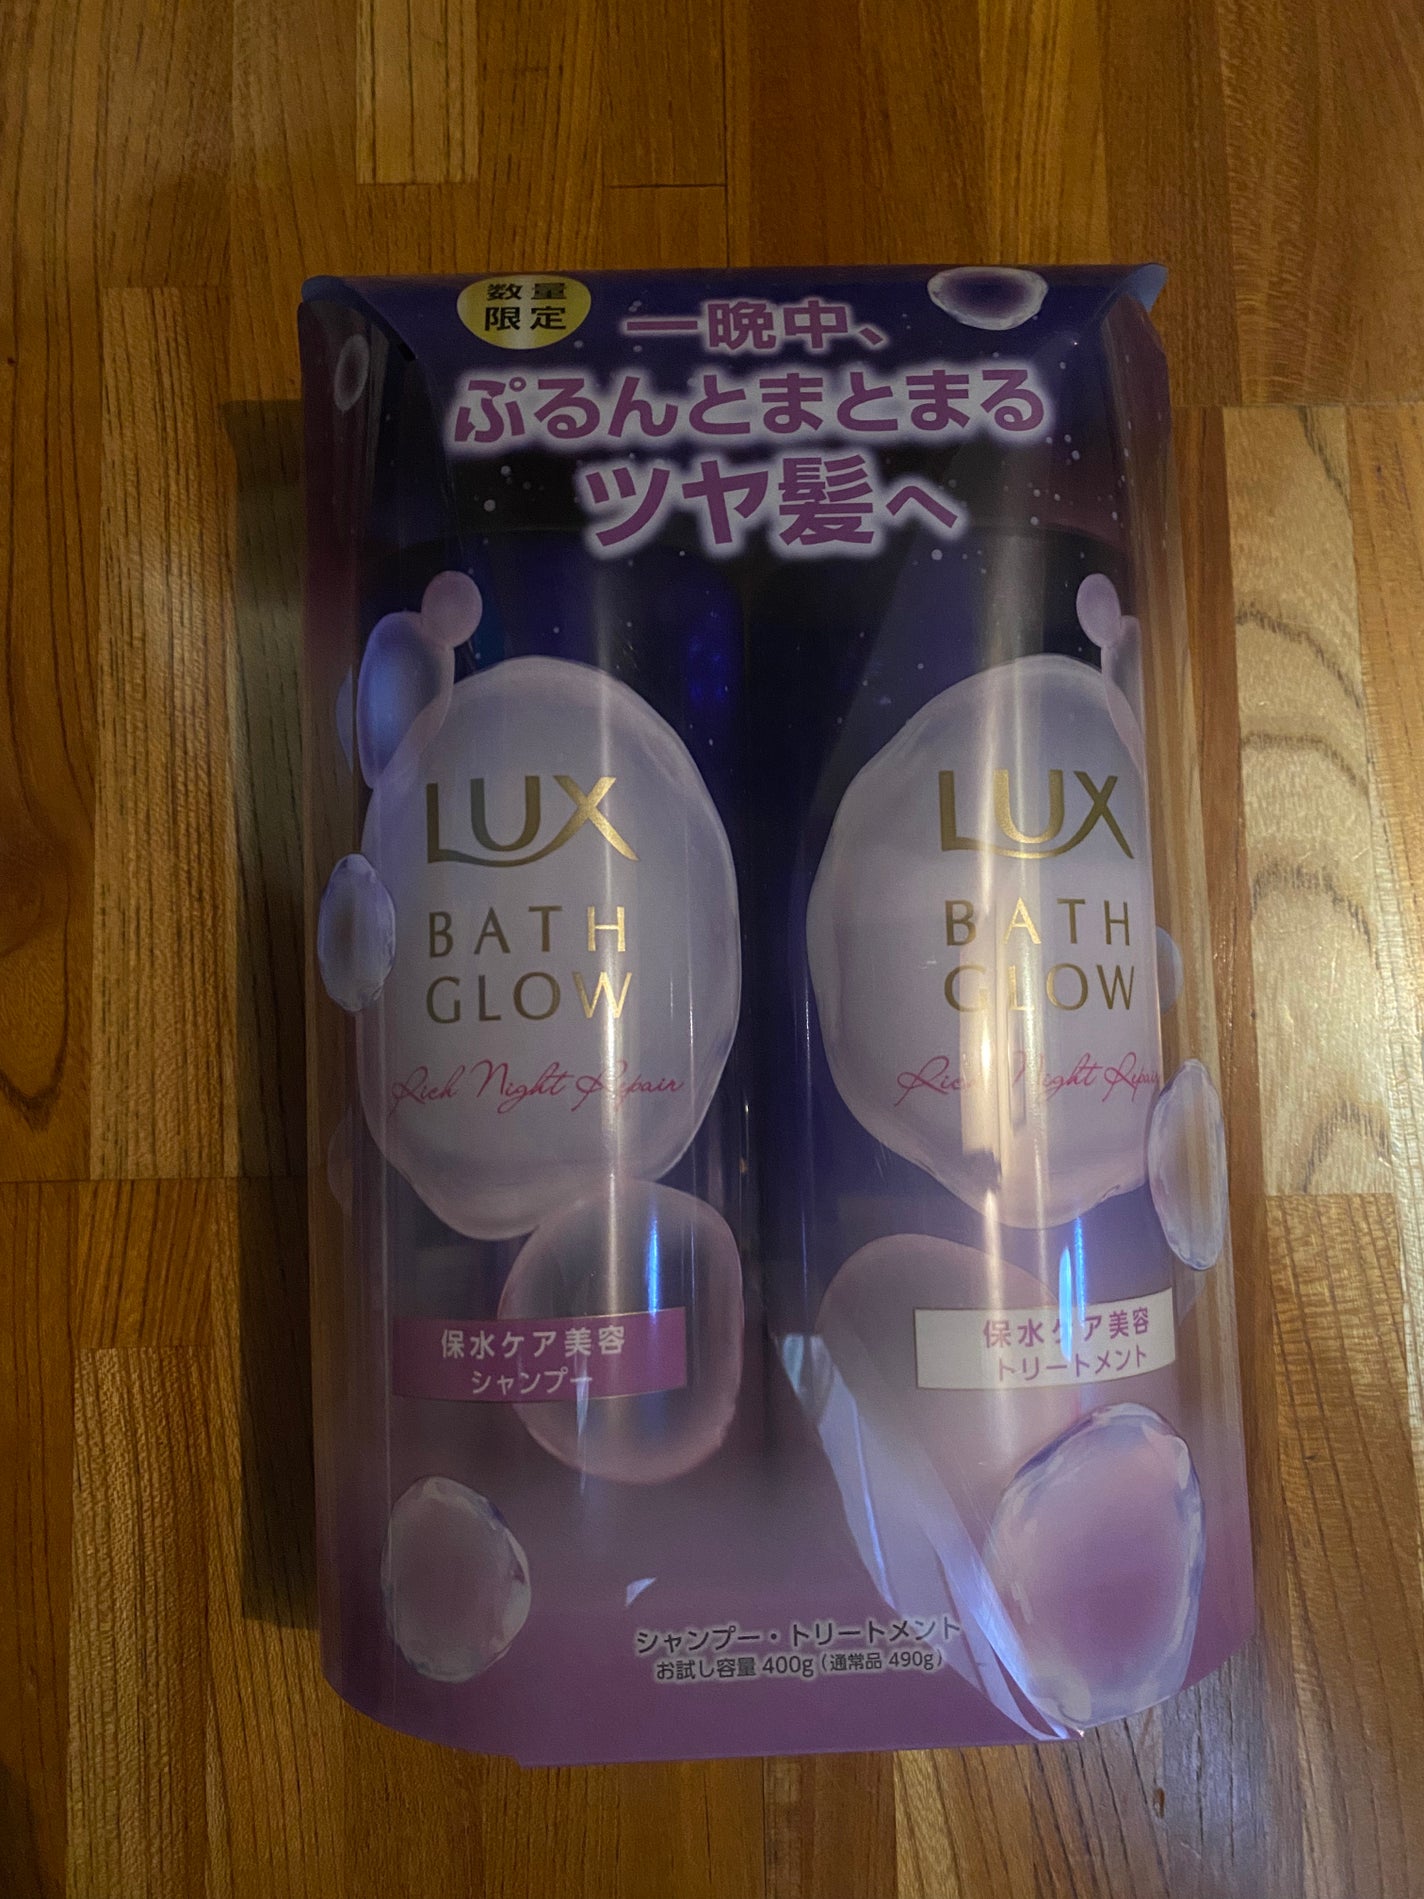 数量
限定
一晩中、
ぷるんとまとまる
ツヤ髪へ
LUX
BATH
GLOW
Rich Night Repair
保水ケア美容
シャンプー
LUX
BATH
GLOW
Rich Night Repair
保水ケア美容
トリートメント
シャンプー・トリートメント
お試し容量 400g（通常品 490g）